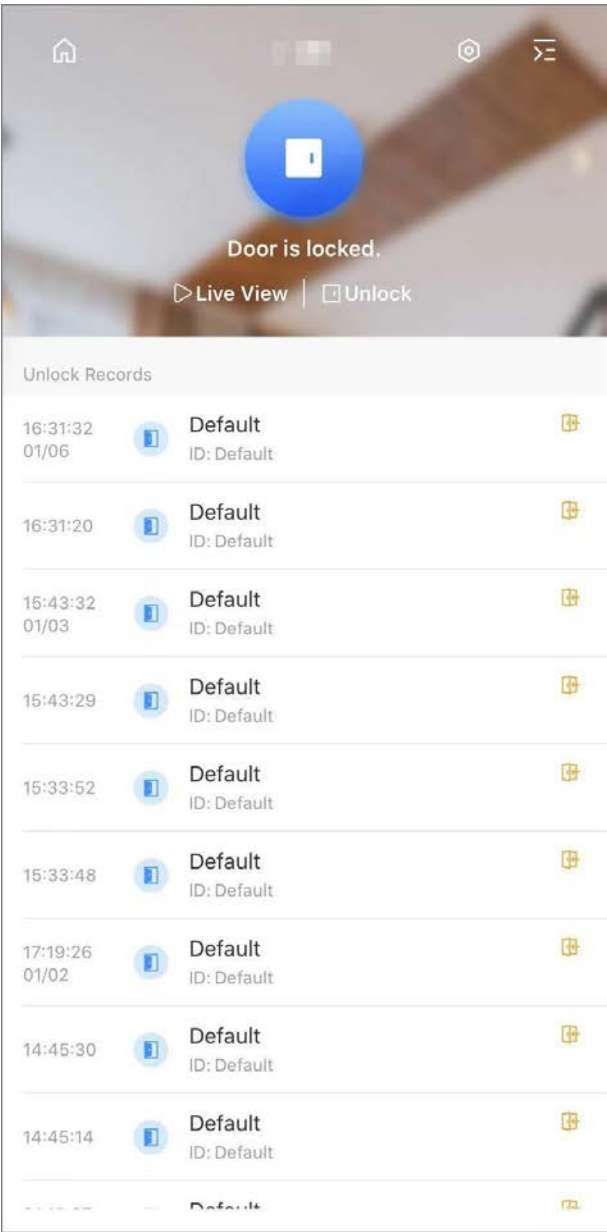 Door is locked.
Live View | Unlock
Unlock Records
16:31:32
01/06
Default
ID: Default
16:31:20
Default
ID: Default
15:43:32
01/03
Default
ID: Default
15:43:29
Default
ID: Default
15:33:52
Default
ID: Default
15:33:48
Default
ID: Default
17:19:26
01/02
Default
ID: Default
14:45:30
Default
ID: Default
14:45:14
Default
ID: Default
Default